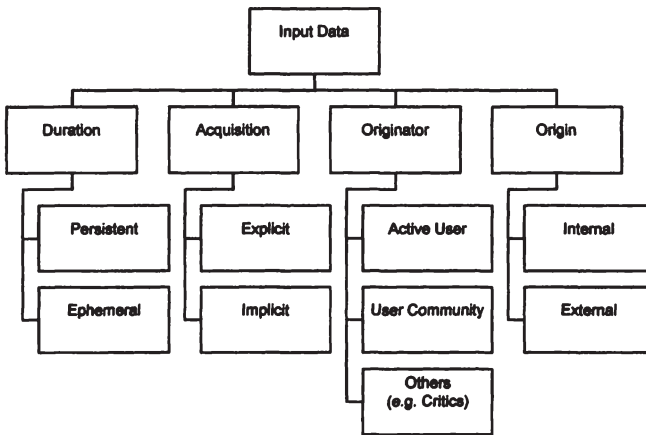 Input Data
Duration
Acquisition
Originator
Origin
Persistent
Explicit
Active User
Internal
Ephemeral
Implicit
User Community
External
Others
(e.g. Critics)